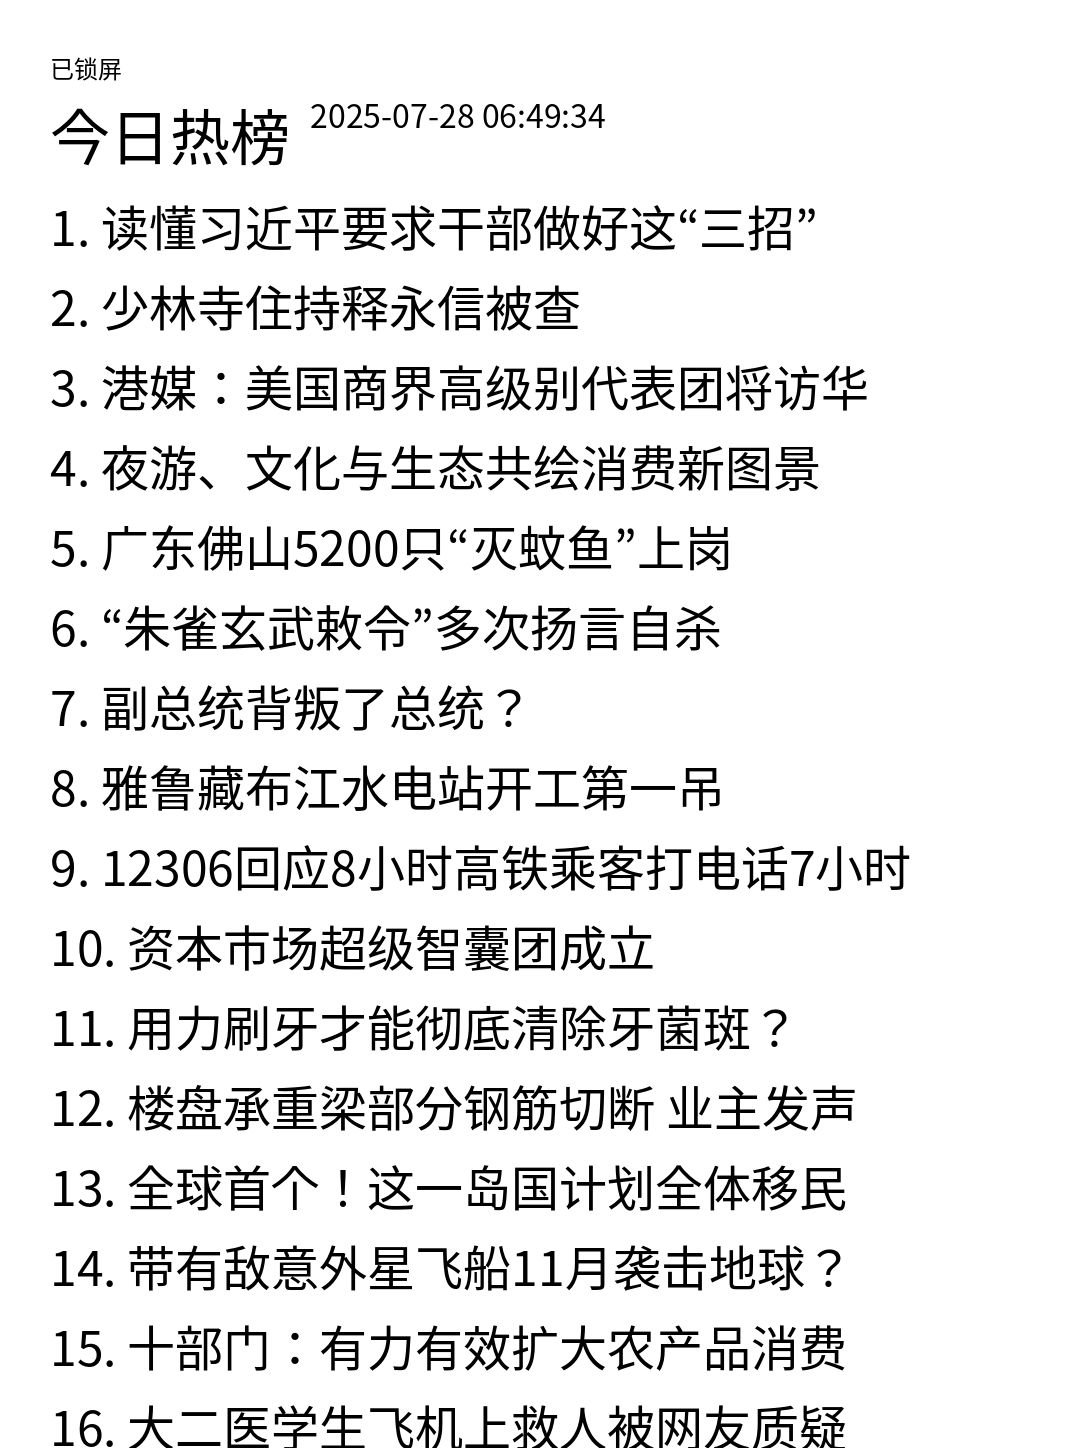 已锁屏
今日热榜 2025-07-28 06:49:34
1. 读懂习近平要求干部做好这“三招”
2. 少林寺住持释永信被查
3. 港媒：美国商界高级别代表团将访华
4. 夜游、文化与生态共绘消费新图景
5. 广东佛山5200只“灭蚊鱼”上岗
6. “朱雀玄武敕令”多次扬言自杀
7. 副总统背叛了总统？
8. 雅鲁藏布江水电站开工第一吊
9. 12306回应8小时高铁乘客打电话7小时
10. 资本市场超级智囊团成立
11. 用力刷牙才能彻底清除牙菌斑？
12. 楼盘承重梁部分钢筋切断 业主发声
13. 全球首个！这一岛国计划全体移民
14. 带有敌意外星飞船11月袭击地球？
15. 十部门：有力有效扩大农产品消费
16. 大二医学生飞机上救人被网友质疑